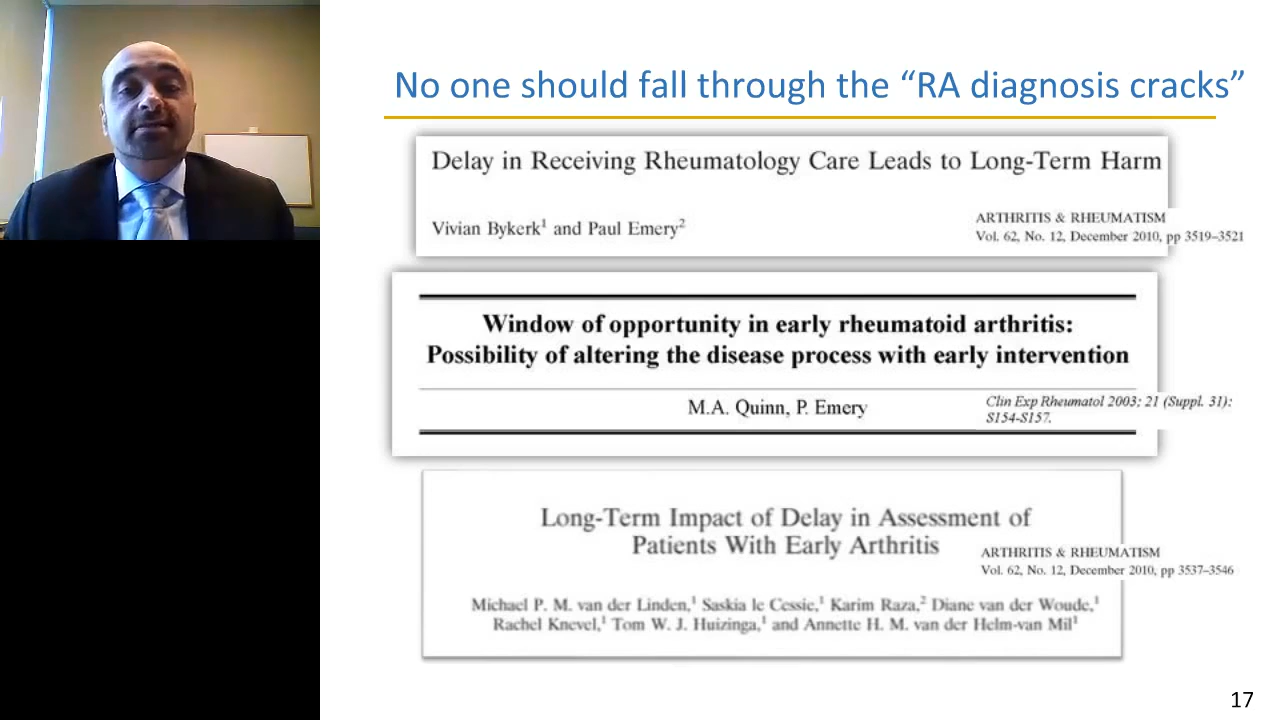 No one should fall through the “RA diagnosis cracks”
Delay in Receiving Rheumatology Care Leads to Long-Term Harm
Vivian Bykerk¹ and Paul Emery²
ARTHRITIS & RHEUMATISM
Vol. 62, No. 12, December 2010, pp 3519–3521
Window of opportunity in early rheumatoid arthritis:
Possibility of altering the disease process with early intervention
M.A. Quinn, P. Emery
Clin Exp Rheumatol 2003; 21 (Suppl. 31):
S154-S157.
Long-Term Impact of Delay in Assessment of
Patients With Early Arthritis
ARTHRITIS & RHEUMATISM
Vol. 62, No. 12, December 2010, pp 3537–3546
Michael P. M. van der Linden,¹ Saskia le Cessie,¹ Karim Raza,² Diane van der Woude,¹
Rachel Knevel,¹ Tom W. J. Huizinga,¹ and Annette H. M. van der Helm-van Mil¹
17